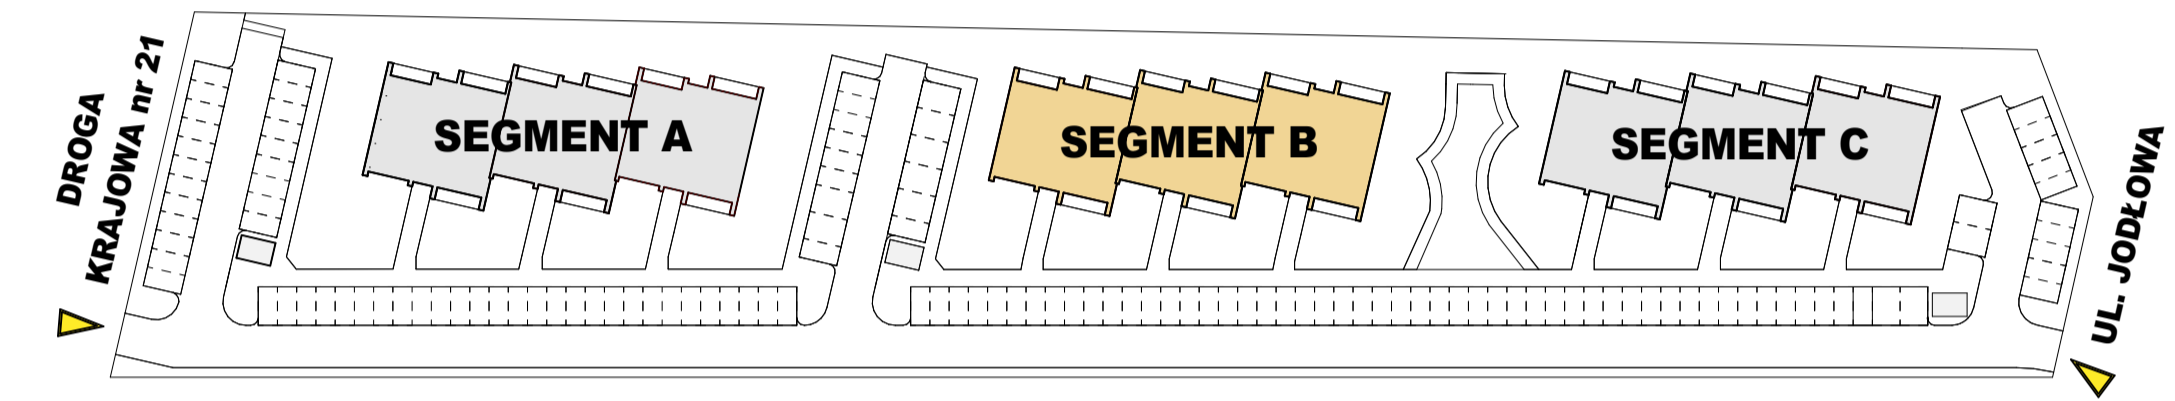 DROGA
KRAJOWA nr 21
SEGMENT A
SEGMENT B
SEGMENT C
UL. JODŁOWA